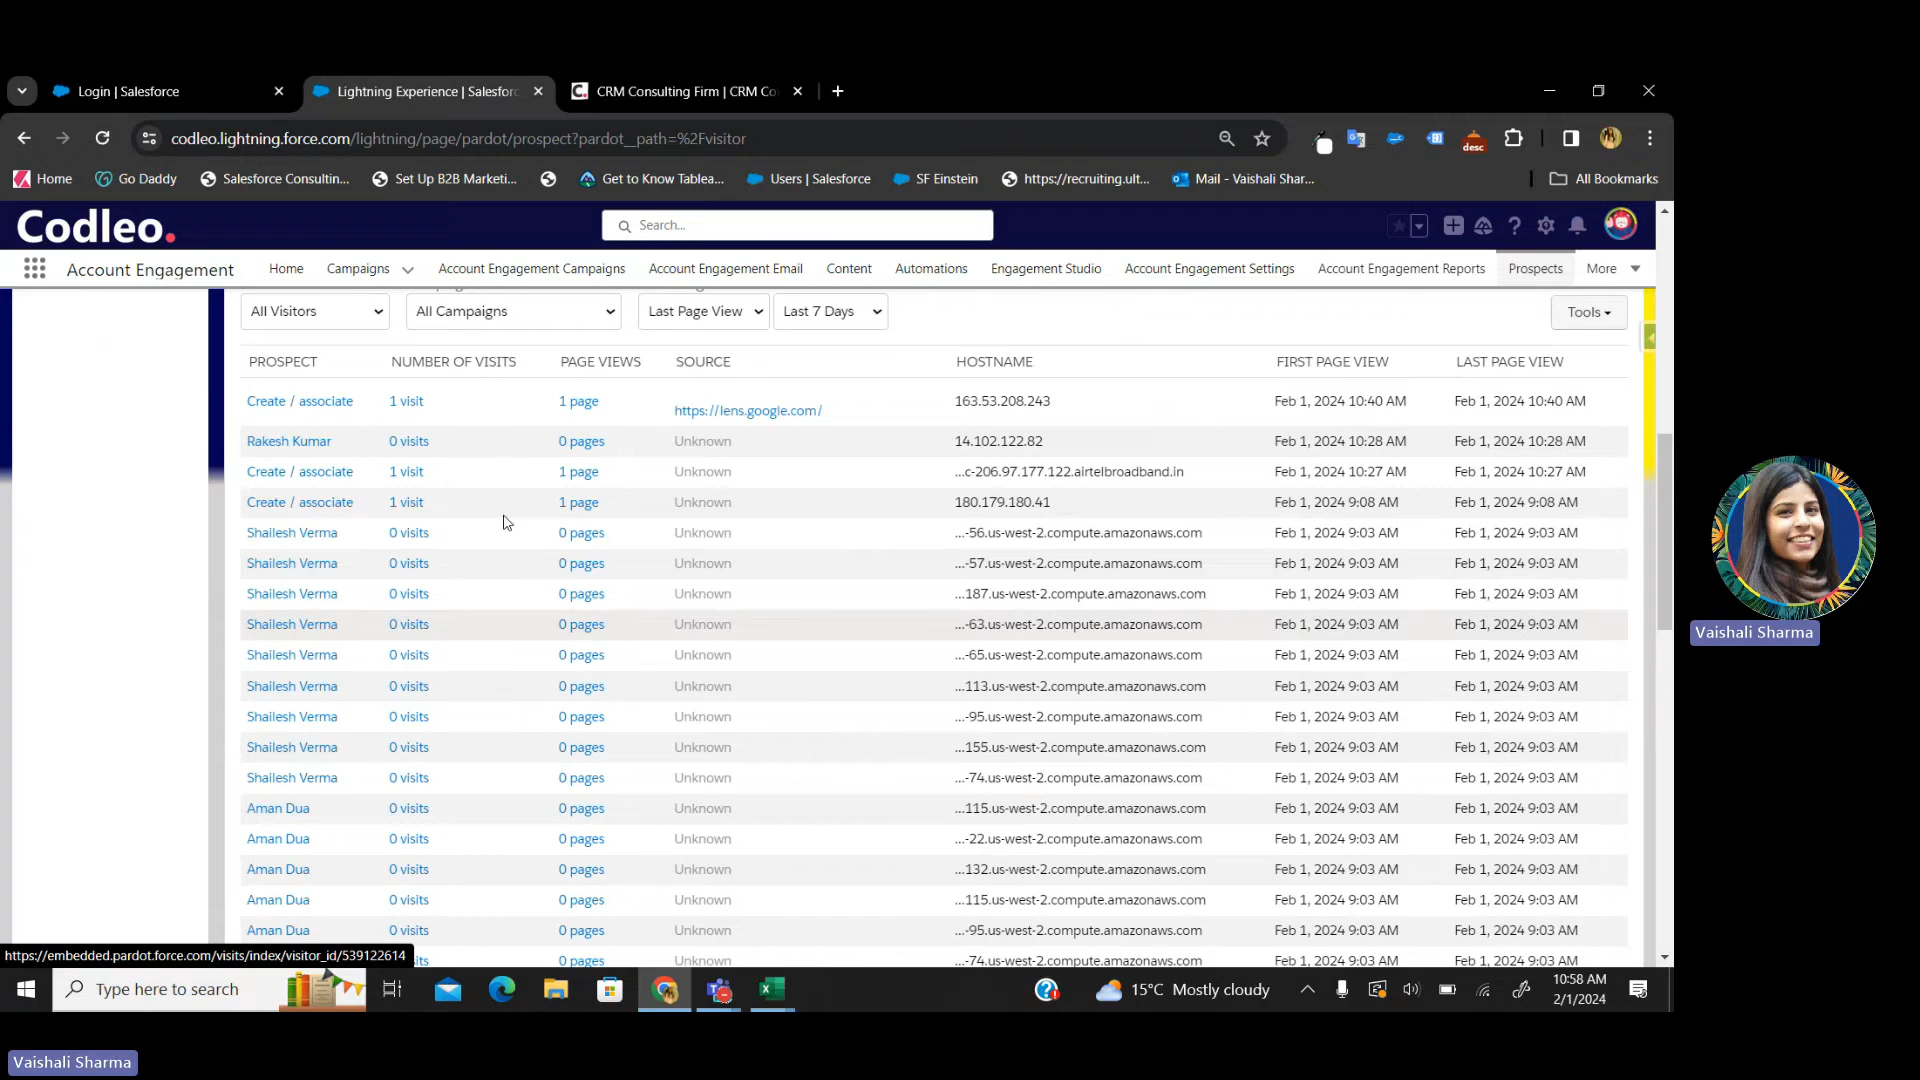 Login | Salesforce
Lightning Experience | Salesforc
CRM Consulting Firm | CRM Co
codleo.lightning.force.com/lightning/page/pardot/prospect?pardot__path=%2Fvisitor
desc
Home
Go Daddy
Salesforce Consultin...
Set Up B2B Marketi...
Get to Know Tablea...
Users | Salesforce
SF Einstein
https://recruiting.ult...
Mail - Vaishali Shar...
All Bookmarks
Codleo.
Search...
Account Engagement
Home
Campaigns
Account Engagement Campaigns
Account Engagement Email
Content
Automations
Engagement Studio
Account Engagement Settings
Account Engagement Reports
Prospects
More
All Visitors
All Campaigns
Last Page View
Last 7 Days
Tools
PROSPECT NUMBER OF VISITS PAGE VIEWS SOURCE HOSTNAME FIRST PAGE VIEW LAST PAGE VIEW
Create / associate 1 visit 1 page https://lens.google.com/ 163.53.208.243 Feb 1, 2024 10:40 AM Feb 1, 2024 10:40 AM
Rakesh Kumar 0 visits 0 pages Unknown 14.102.122.82 Feb 1, 2024 10:28 AM Feb 1, 2024 10:28 AM
Create / associate 1 visit 1 page Unknown ...c-206.97.177.122.airtelbroadband.in Feb 1, 2024 10:27 AM Feb 1, 2024 10:27 AM
Create / associate 1 visit 1 page Unknown 180.179.180.41 Feb 1, 2024 9:08 AM Feb 1, 2024 9:08 AM
Shailesh Verma 0 visits 0 pages Unknown ...-56.us-west-2.compute.amazonaws.com Feb 1, 2024 9:03 AM Feb 1, 2024 9:03 AM
Shailesh Verma 0 visits 0 pages Unknown ...-57.us-west-2.compute.amazonaws.com Feb 1, 2024 9:03 AM Feb 1, 2024 9:03 AM
Shailesh Verma 0 visits 0 pages Unknown ...187.us-west-2.compute.amazonaws.com Feb 1, 2024 9:03 AM Feb 1, 2024 9:03 AM
Shailesh Verma 0 visits 0 pages Unknown ...-63.us-west-2.compute.amazonaws.com Feb 1, 2024 9:03 AM Feb 1, 2024 9:03 AM
Shailesh Verma 0 visits 0 pages Unknown ...-65.us-west-2.compute.amazonaws.com Feb 1, 2024 9:03 AM Feb 1, 2024 9:03 AM
Shailesh Verma 0 visits 0 pages Unknown ...113.us-west-2.compute.amazonaws.com Feb 1, 2024 9:03 AM Feb 1, 2024 9:03 AM
Shailesh Verma 0 visits 0 pages Unknown ...-95.us-west-2.compute.amazonaws.com Feb 1, 2024 9:03 AM Feb 1, 2024 9:03 AM
Shailesh Verma 0 visits 0 pages Unknown ...155.us-west-2.compute.amazonaws.com Feb 1, 2024 9:03 AM Feb 1, 2024 9:03 AM
Shailesh Verma 0 visits 0 pages Unknown ...-74.us-west-2.compute.amazonaws.com Feb 1, 2024 9:03 AM Feb 1, 2024 9:03 AM
Aman Dua 0 visits 0 pages Unknown ...115.us-west-2.compute.amazonaws.com Feb 1, 2024 9:03 AM Feb 1, 2024 9:03 AM
Aman Dua 0 visits 0 pages Unknown ...-22.us-west-2.compute.amazonaws.com Feb 1, 2024 9:03 AM Feb 1, 2024 9:03 AM
Aman Dua 0 visits 0 pages Unknown ...132.us-west-2.compute.amazonaws.com Feb 1, 2024 9:03 AM Feb 1, 2024 9:03 AM
Aman Dua 0 visits 0 pages Unknown ...115.us-west-2.compute.amazonaws.com Feb 1, 2024 9:03 AM Feb 1, 2024 9:03 AM
Aman Dua 0 visits 0 pages Unknown ...-95.us-west-2.compute.amazonaws.com Feb 1, 2024 9:03 AM Feb 1, 2024 9:03 AM
sits 0 pages Unknown ...-74.us-west-2.compute.amazonaws.com Feb 1, 2024 9:03 AM Feb 1, 2024 9:03 AM
https://embedded.pardot.force.com/visits/index/visitor_id/539122614
Type here to search
15°C Mostly cloudy
10:58 AM
2/1/2024
Vaishali Sharma
Vaishali Sharma